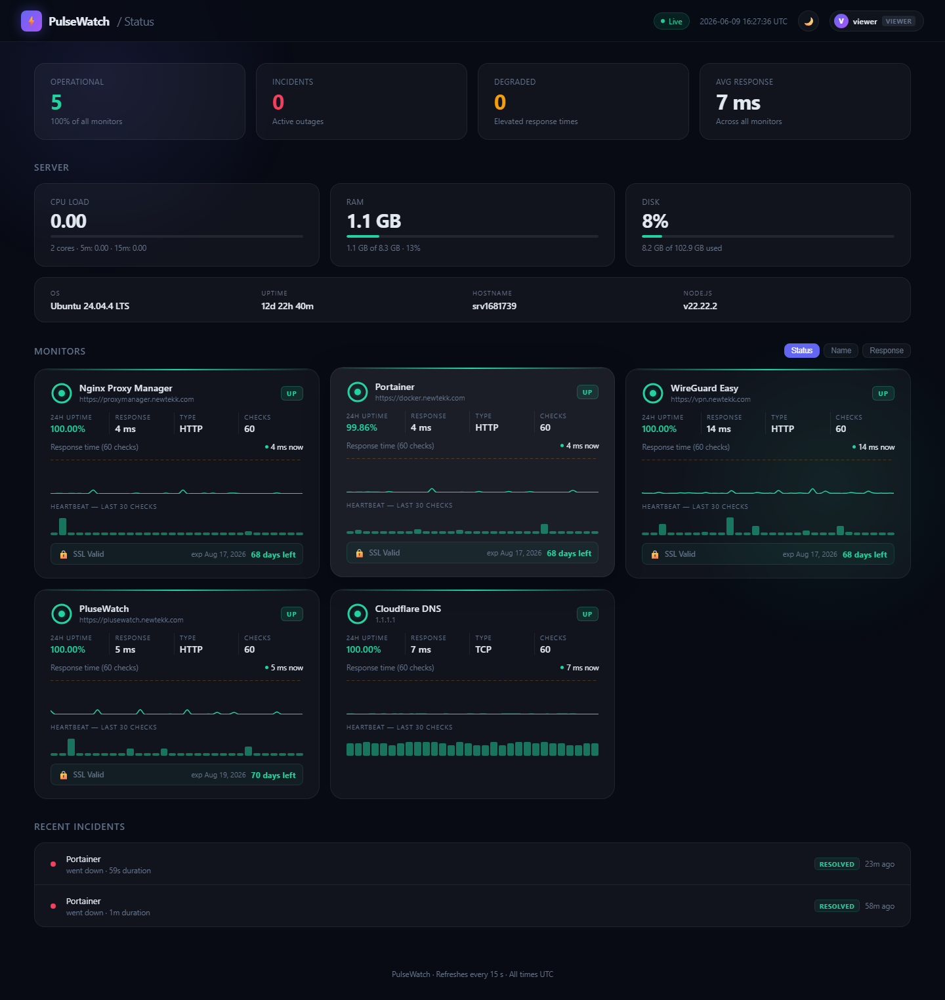 PulseWatch / Status
Live
2026-06-09 16:27:36 UTC
V viewer VIEWER
OPERATIONAL
5
100% of all monitors
INCIDENTS
0
Active outages
DEGRADED
0
Elevated response times
AVG RESPONSE
7 ms
Across all monitors
SERVER
CPU LOAD
0.00
2 cores · 5m: 0.00 · 15m: 0.00
RAM
1.1 GB
1.1 GB of 8.3 GB · 13%
DISK
8%
8.2 GB of 102.9 GB used
OS
Ubuntu 24.04.4 LTS
UPTIME
12d 22h 40m
HOSTNAME
srv1681739
NODE.JS
v22.22.2
MONITORS
Status
Name
Response
Nginx Proxy Manager
https://proxymanager.newtekk.com
UP
24H UPTIME
100.00%
RESPONSE
4 ms
TYPE
HTTP
CHECKS
60
Response time (60 checks)
4 ms now
HEARTBEAT — LAST 30 CHECKS
SSL Valid
exp Aug 17, 2026 68 days left
Portainer
https://docker.newtekk.com
UP
24H UPTIME
99.86%
RESPONSE
4 ms
TYPE
HTTP
CHECKS
60
Response time (60 checks)
4 ms now
HEARTBEAT — LAST 30 CHECKS
SSL Valid
exp Aug 17, 2026 68 days left
WireGuard Easy
https://vpn.newtekk.com
UP
24H UPTIME
100.00%
RESPONSE
14 ms
TYPE
HTTP
CHECKS
60
Response time (60 checks)
14 ms now
HEARTBEAT — LAST 30 CHECKS
SSL Valid
exp Aug 17, 2026 68 days left
PluseWatch
https://plusewatch.newtekk.com
UP
24H UPTIME
100.00%
RESPONSE
5 ms
TYPE
HTTP
CHECKS
60
Response time (60 checks)
5 ms now
HEARTBEAT — LAST 30 CHECKS
SSL Valid
exp Aug 19, 2026 70 days left
Cloudflare DNS
1.1.1.1
UP
24H UPTIME
100.00%
RESPONSE
7 ms
TYPE
TCP
CHECKS
60
Response time (60 checks)
7 ms now
HEARTBEAT — LAST 30 CHECKS
RECENT INCIDENTS
Portainer
went down · 59s duration
RESOLVED 23m ago
Portainer
went down · 1m duration
RESOLVED 58m ago
PulseWatch · Refreshes every 15 s · All times UTC